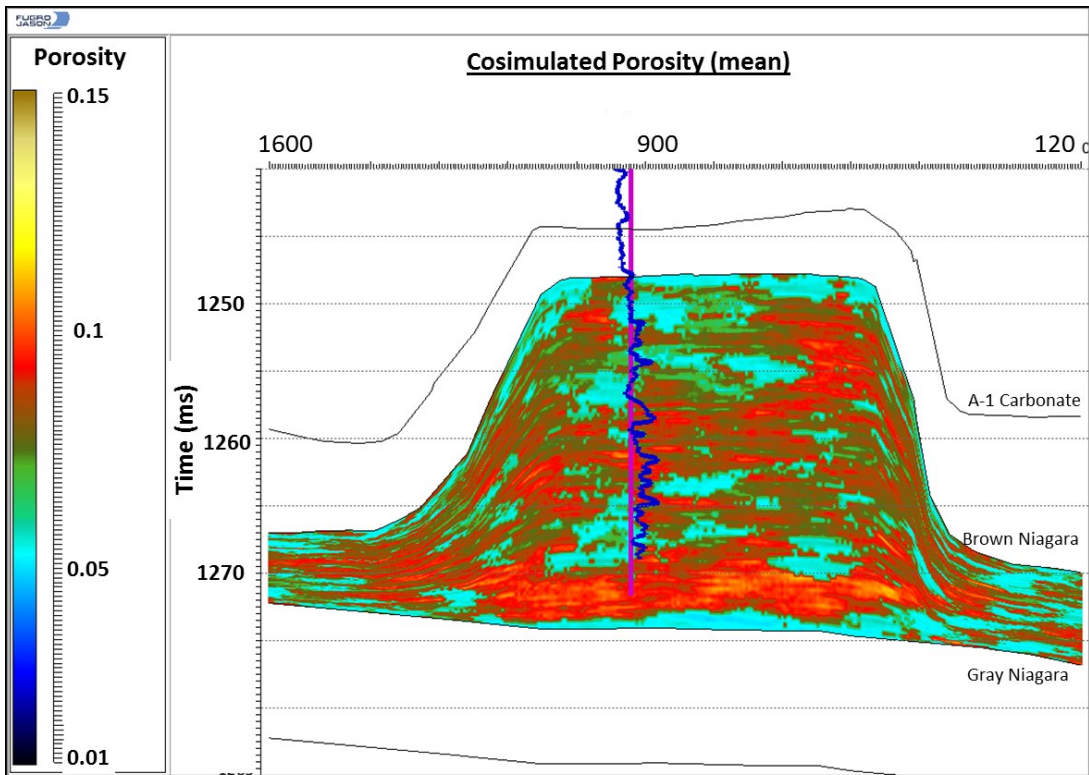 FUGRO
JASON
Porosity
0.15
0.1
0.05
0.01
Cosimulated Porosity (mean)
1600
900
120
Time (ms)
1250
1260
1270
A-1 Carbonate
Brown Niagara
Gray Niagara